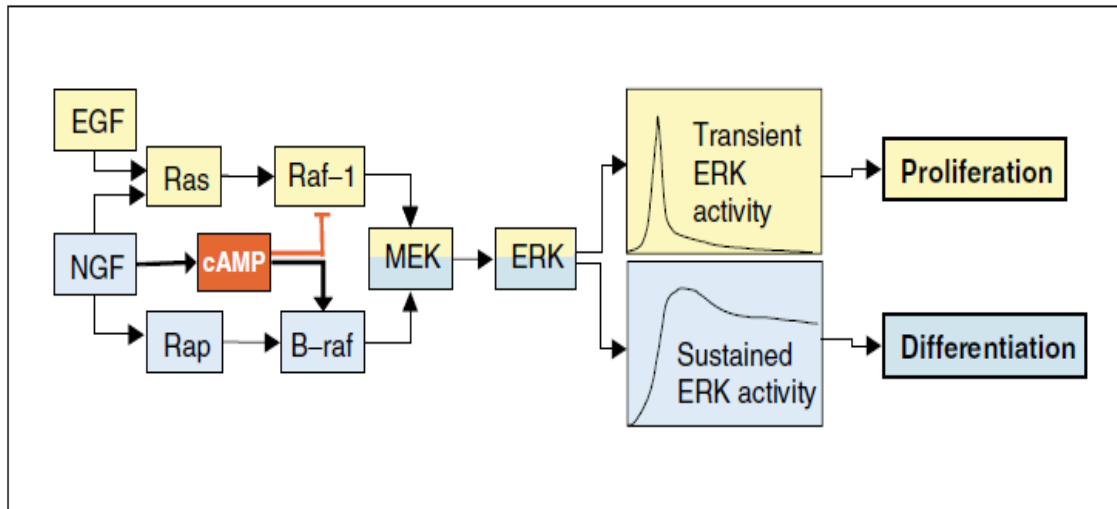 EGF
Ras
Raf–1
NGF
cAMP
MEK
ERK
Rap
B–raf
Transient
ERK
activity
Proliferation
Sustained
ERK activity
Differentiation